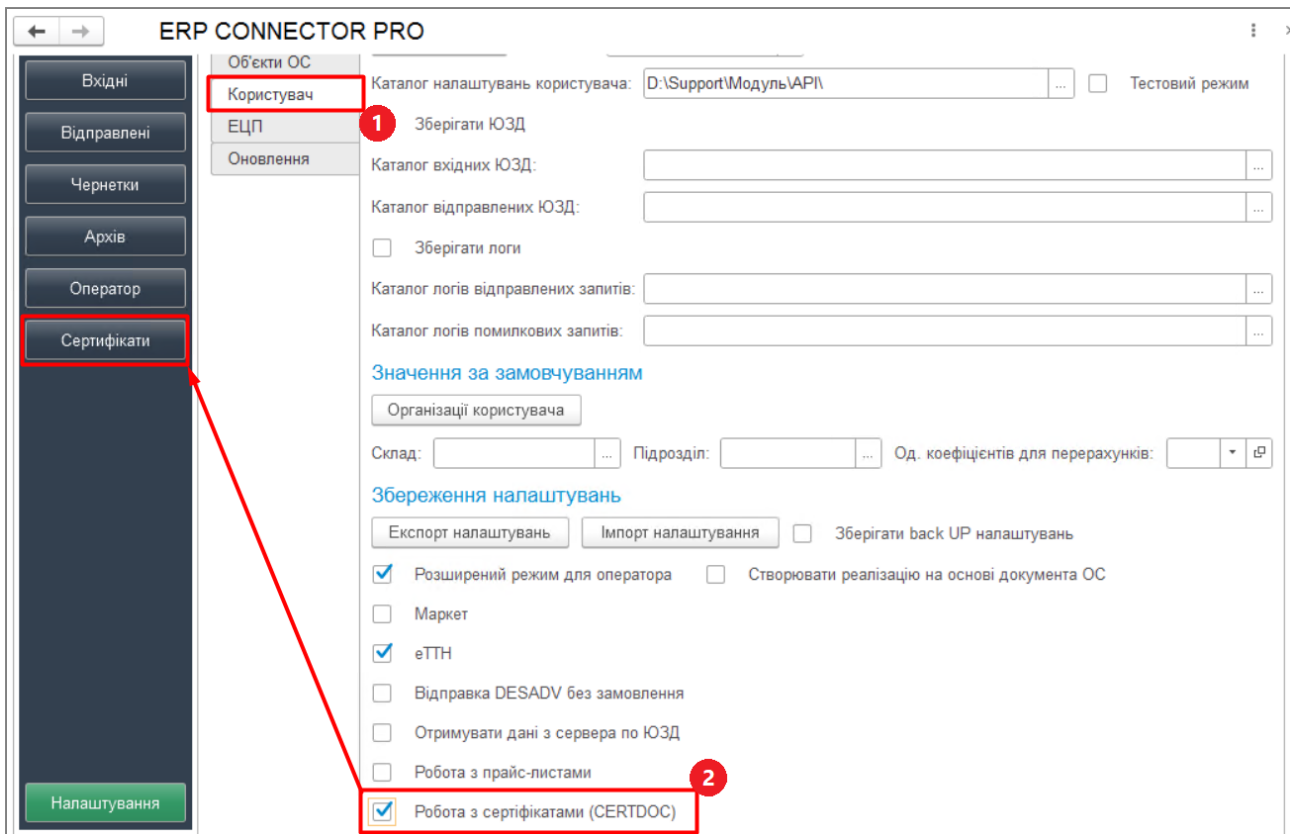 ERP CONNECTOR PRO
Вхідні
Відправлені
Чернетки
Архів
Оператор
Сертифікати
Налаштування
Об'єкти ОС
Користувач
ЕЦП
Оновлення
1
Каталог налаштувань користувача: D:\Support\Модуль\API\ ... Тестовий режим
Зберігати ЮЗД
Каталог вхідних ЮЗД: ...
Каталог відправлених ЮЗД: ...
Зберігати логи
Каталог логів відправлених запитів: ...
Каталог логів помилкових запитів: ...
Значення за замовчуванням
Організації користувача
Склад: ... Підрозділ: ... Од. коефіцієнтів для перерахунків:
Збереження налаштувань
Експорт налаштувань Імпорт налаштування Зберігати back UP налаштувань
Розширений режим для оператора Створювати реалізацію на основі документа ОС
Маркет
еТТН
Відправка DESADV без замовлення
Отримувати дані з сервера по ЮЗД
Робота з прайс-листами
2
Робота з сертіфікатами (CERTDOC)